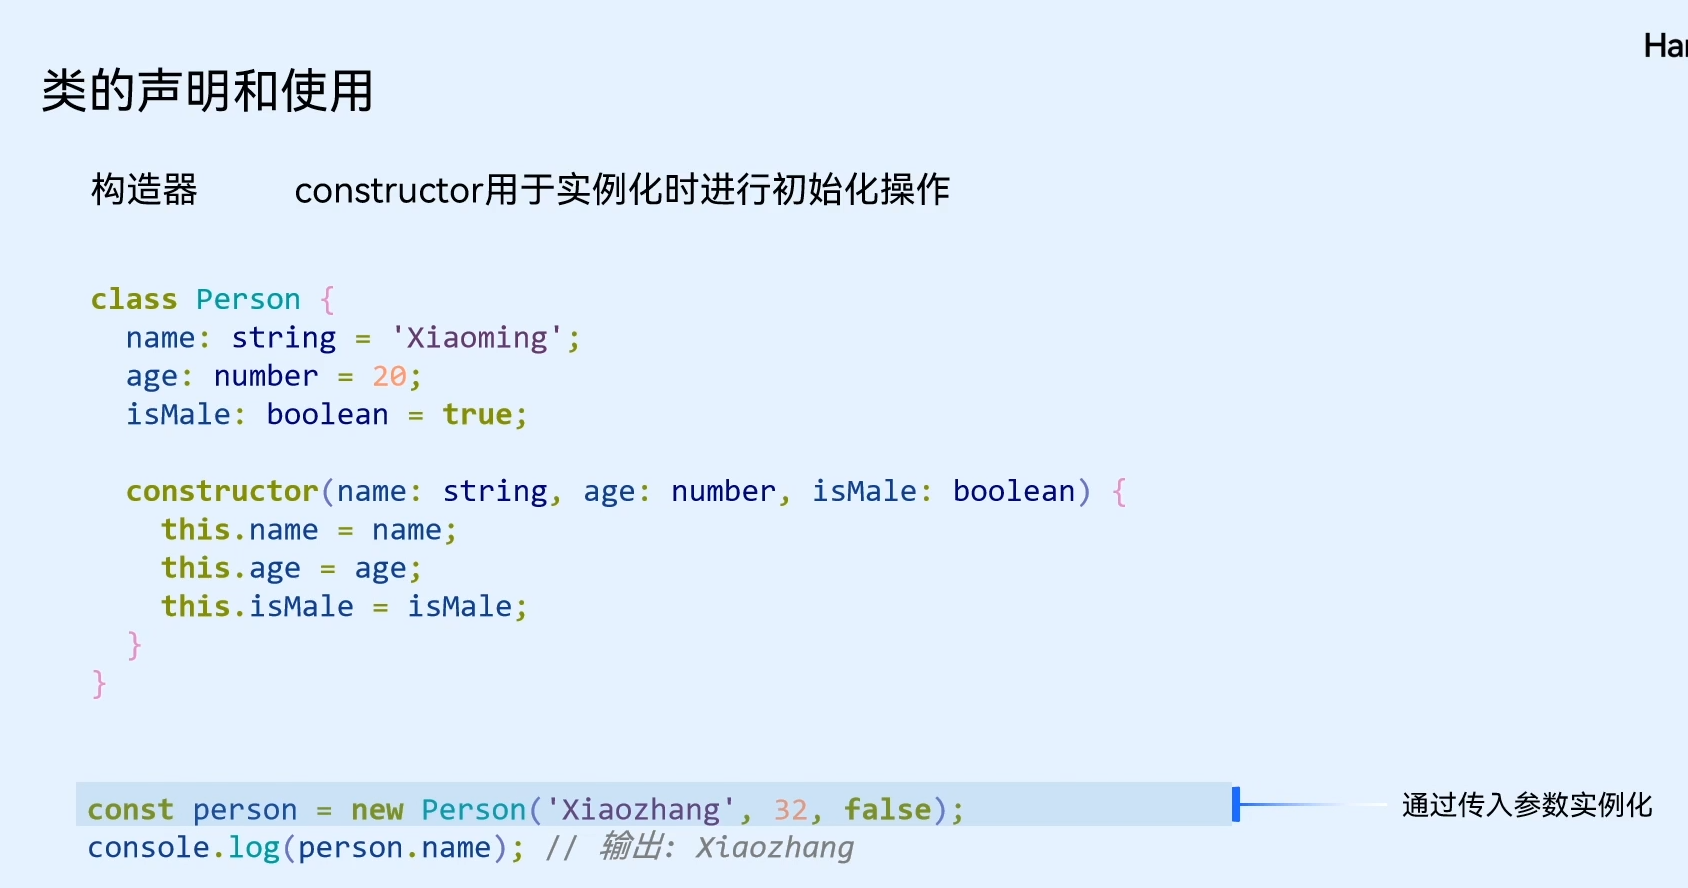 Har
类的声明和使用
构造器 constructor用于实例化时进行初始化操作
class Person {
name: string = 'Xiaoming';
age: number = 20;
isMale: boolean = true;
constructor(name: string, age: number, isMale: boolean) {
this.name = name;
this.age = age;
this.isMale = isMale;
}
}
const person = new Person('Xiaozhang', 32, false); 通过传入参数实例化
console.log(person.name); // 输出: Xiaozhang